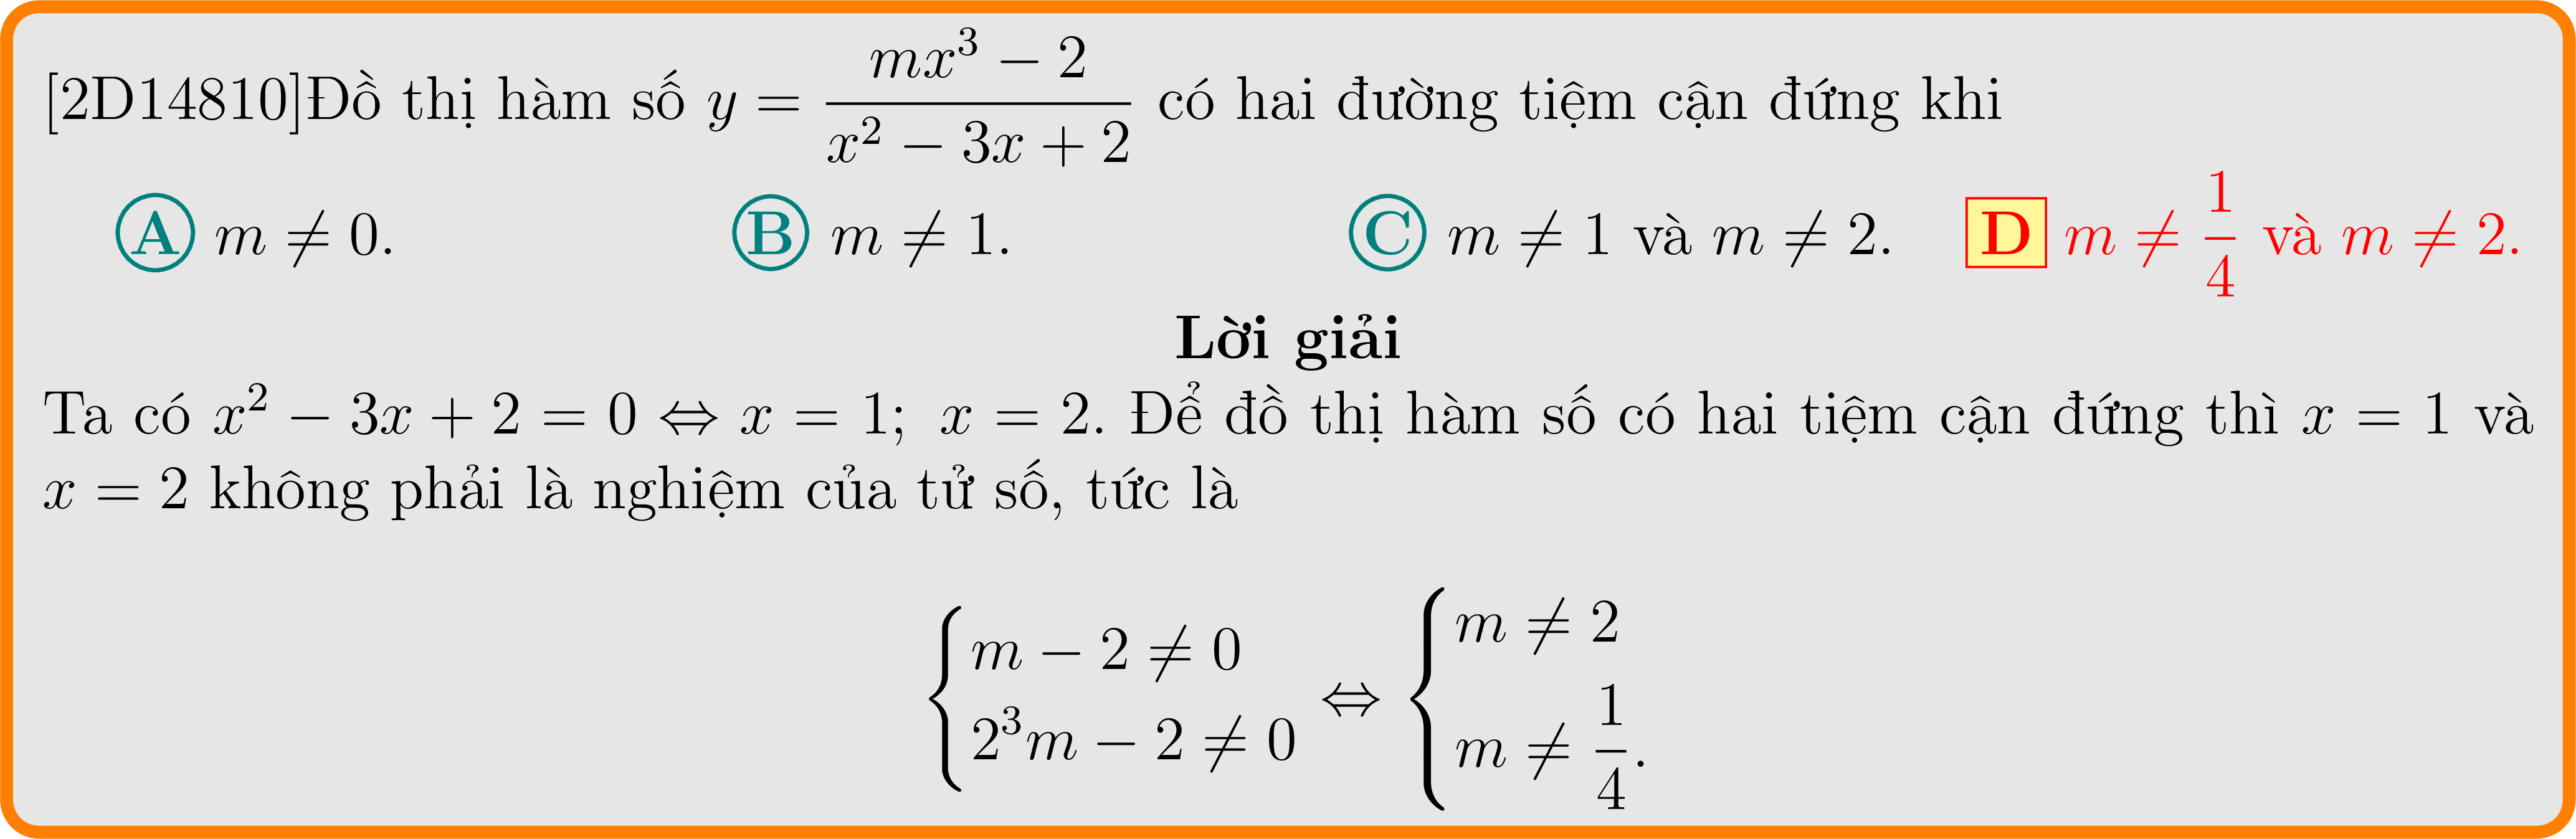 [2D14810]Đồ thị hàm số $y = \dfrac{mx^3 - 2}{x^2 - 3x + 2}$ có hai đường tiệm cận đứng khi
Ⓐ $m \neq 0$. Ⓑ $m \neq 1$. Ⓒ $m \neq 1$ và $m \neq 2$. D $m \neq \dfrac{1}{4}$ và $m \neq 2$.
Lời giải
Ta có $x^2 - 3x + 2 = 0 \Leftrightarrow x = 1;\ x = 2$. Để đồ thị hàm số có hai tiệm cận đứng thì $x = 1$ và
$x = 2$ không phải là nghiệm của tử số, tức là
$\begin{cases} m - 2 \neq 0 \\ 2^3m - 2 \neq 0 \end{cases} \Leftrightarrow \begin{cases} m \neq 2 \\ m \neq \dfrac{1}{4}. \end{cases}$